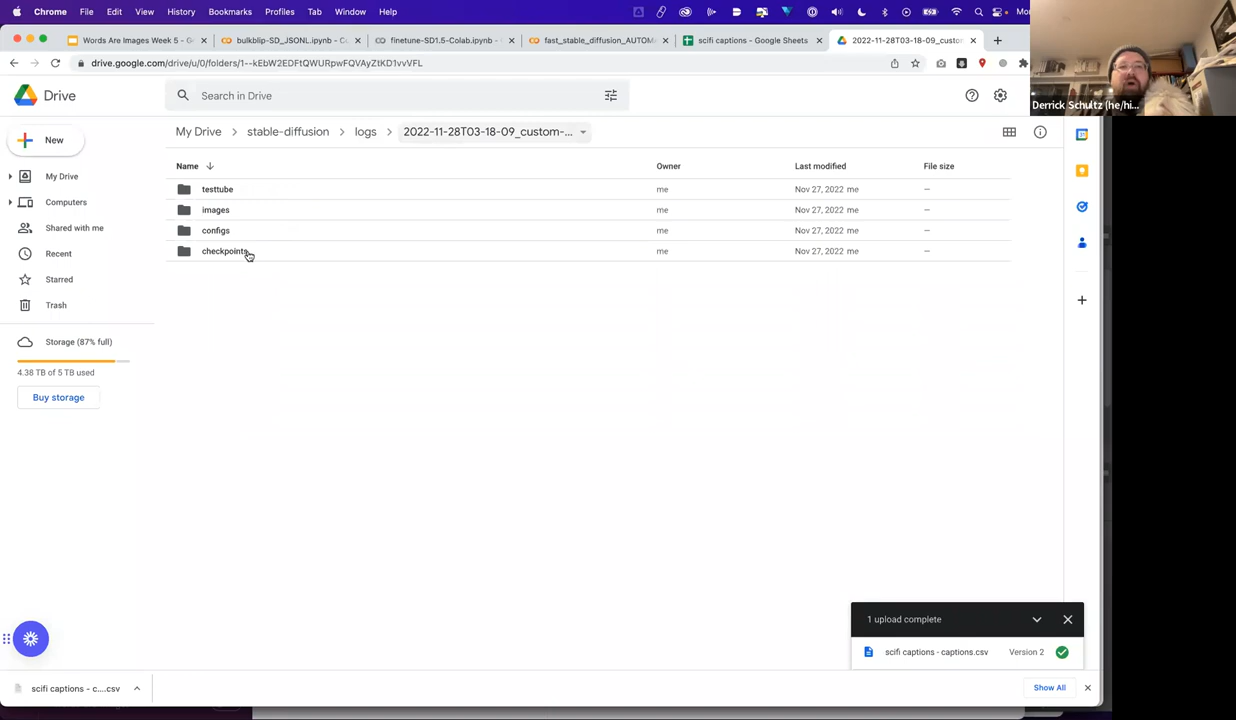 Chrome File Edit View History Bookmarks Profiles Tab Window Help Mon
Words Are Images Week 5 - G
bulkblip-SD_JSONL.ipynb - C
finetune-SD1.5-Colab.ipynb - C
fast_stable_diffusion_AUTOMA
scifi captions - Google Sheets
2022-11-28T03-18-09_custom
drive.google.com/drive/u/0/folders/1--kEbW2EDFtQWURpwFQVAyZtKD1vvVFL
Derrick Schultz (he/hi...
Drive
Search in Drive
New
My Drive stable-diffusion logs 2022-11-28T03-18-09_custom-...
Name Owner Last modified File size
testtube me Nov 27, 2022 me —
images me Nov 27, 2022 me —
configs me Nov 27, 2022 me —
checkpoints me Nov 27, 2022 me —
My Drive
Computers
Shared with me
Recent
Starred
Trash
Storage (87% full)
4.38 TB of 5 TB used
Buy storage
1 upload complete
scifi captions - captions.csv Version 2
scifi captions - c....csv
Show All